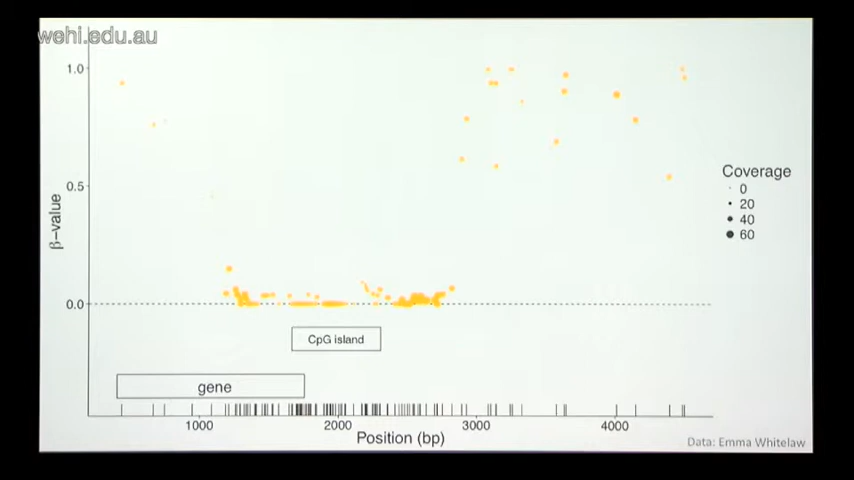 wehi.edu.au
1.0
0.5
0.0
β-value
CpG island
gene
1000
2000
3000
4000
Position (bp)
Coverage
0
20
40
60
Data: Emma Whitelaw